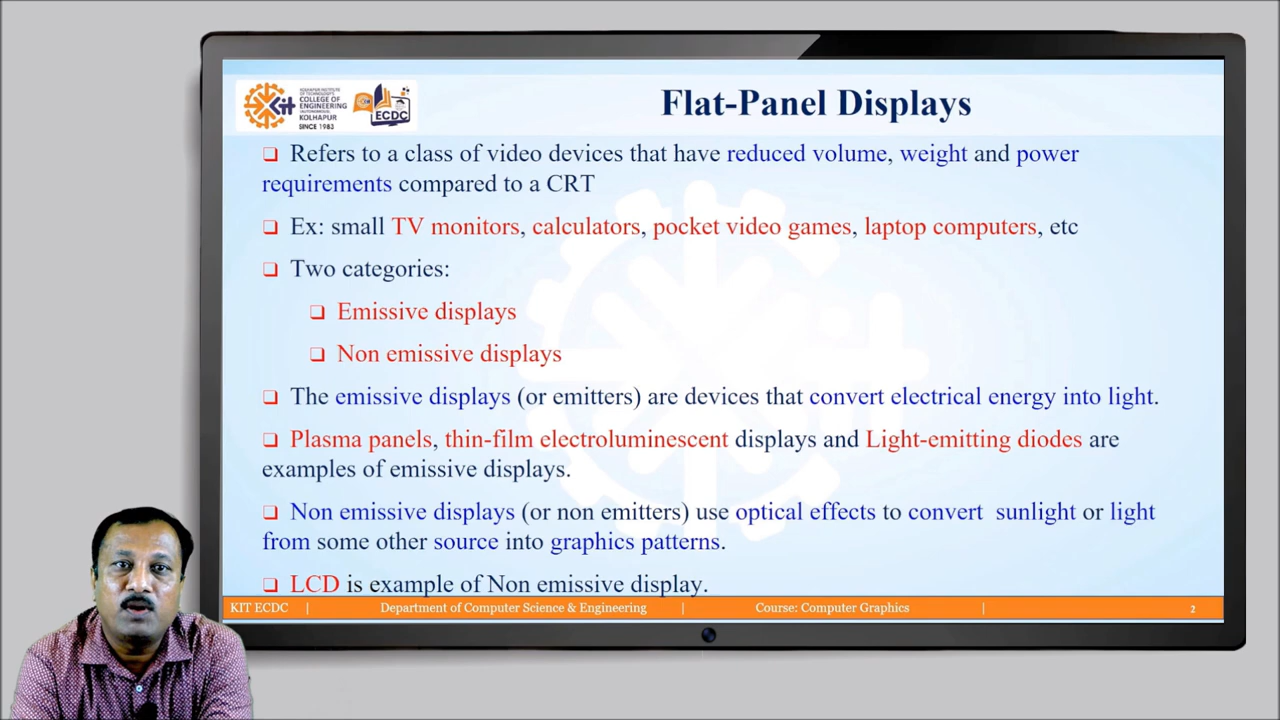 KOLHAPUR INSTITUTE
OF TECHNOLOGY'S
COLLEGE OF
ENGINEERING
(AUTONOMOUS),
KOLHAPUR
SINCE 1983
KIT
ECDC
Flat-Panel Displays
❑ Refers to a class of video devices that have reduced volume, weight and power
requirements compared to a CRT
❑ Ex: small TV monitors, calculators, pocket video games, laptop computers, etc
❑ Two categories:
❑ Emissive displays
❑ Non emissive displays
❑ The emissive displays (or emitters) are devices that convert electrical energy into light.
❑ Plasma panels, thin-film electroluminescent displays and Light-emitting diodes are
examples of emissive displays.
❑ Non emissive displays (or non emitters) use optical effects to convert sunlight or light
from some other source into graphics patterns.
❑ LCD is example of Non emissive display.
KIT ECDC | Department of Computer Science & Engineering | Course: Computer Graphics | 2